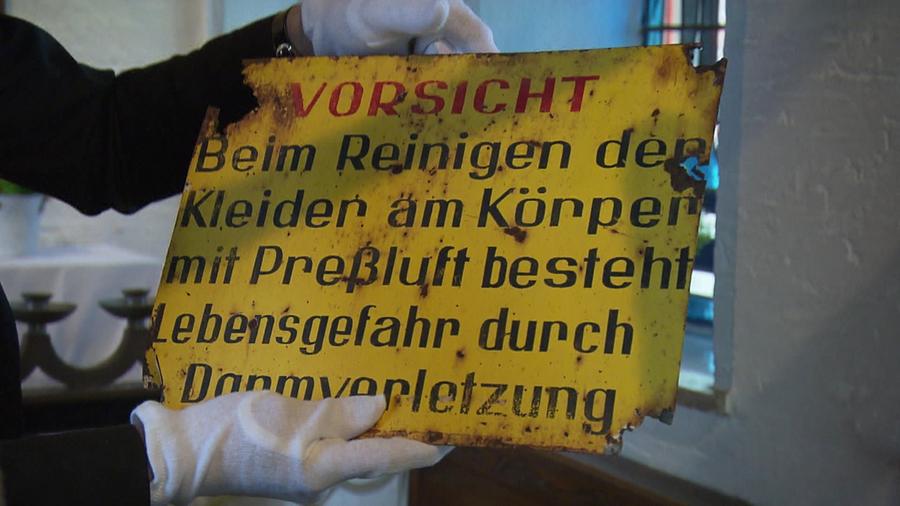 VORSICHT
Beim Reinigen der
Kleider am Körper
mit Preßluft besteht
Lebensgefahr durch
Darmverletzung